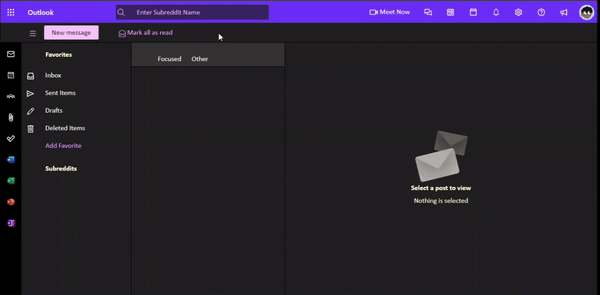 Outlook
Enter Subreddit Name
Meet Now
New message
Mark all as read
Favorites
Inbox
Sent Items
Drafts
Deleted Items
Add Favorite
Subreddits
Focused Other
Select a post to view
Nothing is selected